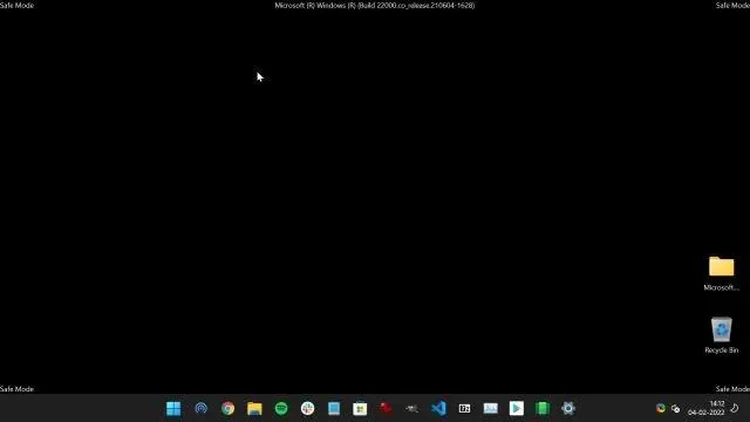 Safe Mode
Microsoft (R) Windows (R) (Build 22000.co_release.210604-1628)
Safe Mode
Microsoft...
Recycle Bin
Safe Mode
Safe Mode
14:12
04-02-2022